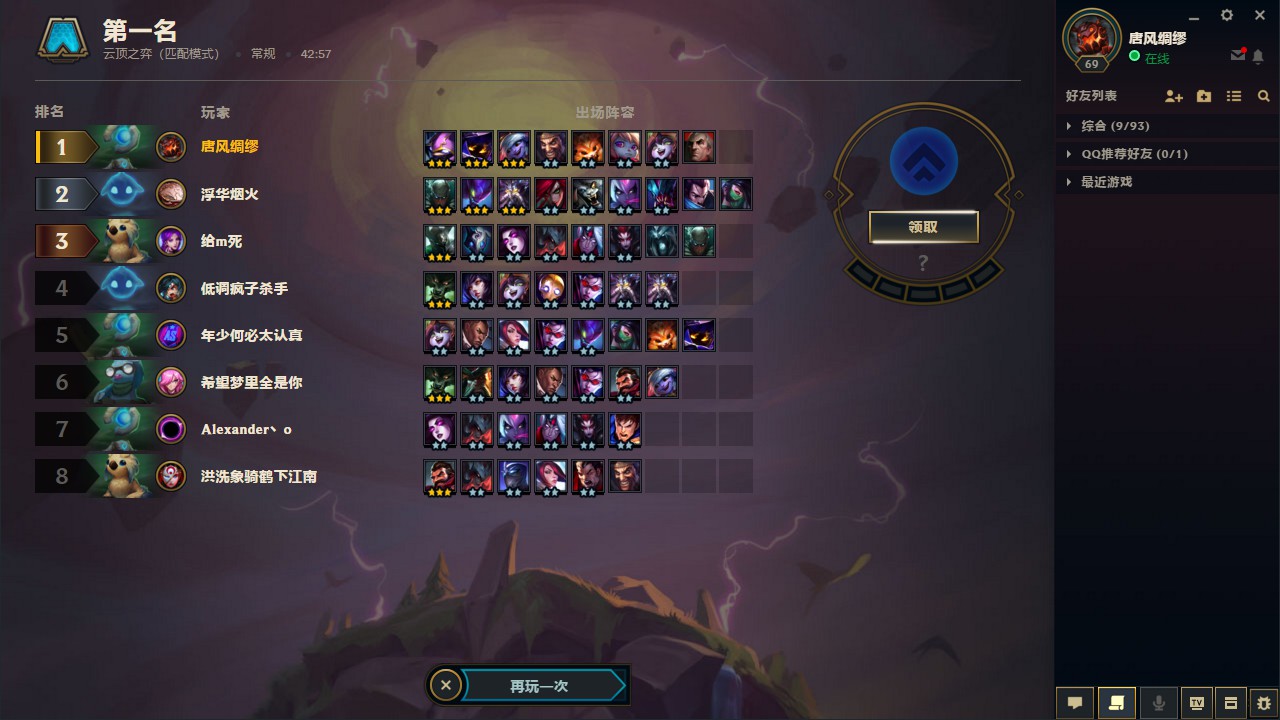 第一名
云顶之弈（匹配模式） 常规 42:57
排名 玩家 出场阵容
1 唐风绸缪
2 浮华烟火
3 给m死
4 低调疯子杀手
5 年少何必太认真
6 希望梦里全是你
7 Alexander丶o
8 洪洗象骑鹤下江南
领取
?
再玩一次
唐风绸缪
69
在线
好友列表
综合 (9/93)
QQ推荐好友 (0/1)
最近游戏
TV